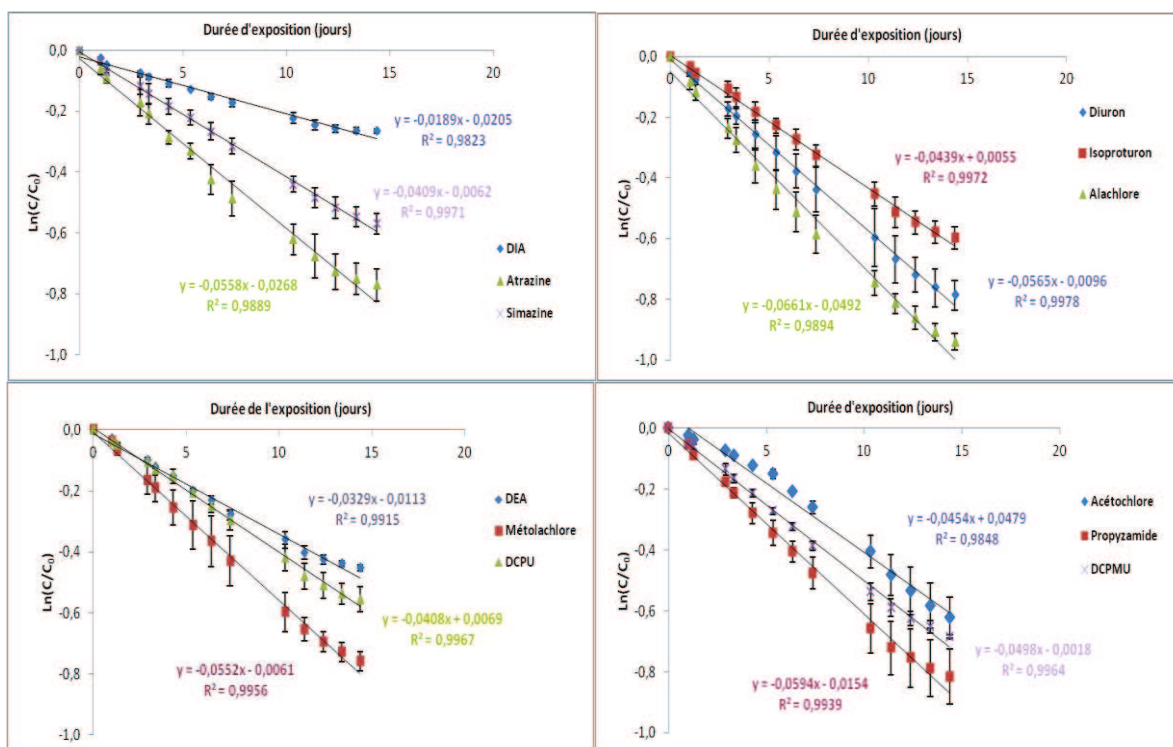 Durée d'exposition (jours)
0,0
0
5
10
15
20
-0,2
-0,4
-0,6
-0,8
-1,0
Ln(C/C₀)
y = -0,0189x - 0,0205
R² = 0,9823
y = -0,0409x - 0,0062
R² = 0,9971
y = -0,0558x - 0,0268
R² = 0,9889
DIA
Atrazine
Simazine
Durée d'exposition (jours)
0,0
0
5
10
15
20
-0,2
-0,4
-0,6
-0,8
-1,0
Ln(C/C₀)
Diuron
Isoproturon
Alachlore
y = -0,0439x + 0,0055
R² = 0,9972
y = -0,0565x - 0,0096
R² = 0,9978
y = -0,0661x - 0,0492
R² = 0,9894
Durée de l'exposition (jours)
0,0
0
5
10
15
20
-0,2
-0,4
-0,6
-0,8
-1,0
Ln(C/C₀)
DEA
Métolachlore
DCPU
y = -0,0329x - 0,0113
R² = 0,9915
y = -0,0408x + 0,0069
R² = 0,9967
y = -0,0552x - 0,0061
R² = 0,9956
Durée d'exposition (jours)
0,0
0
5
10
15
20
-0,2
-0,4
-0,6
-0,8
-1,0
Ln(C/C₀)
Acétochlore
Propyzamide
DCPMU
y = -0,0454x + 0,0479
R² = 0,9848
y = -0,0498x - 0,0018
R² = 0,9964
y = -0,0594x - 0,0154
R² = 0,9939